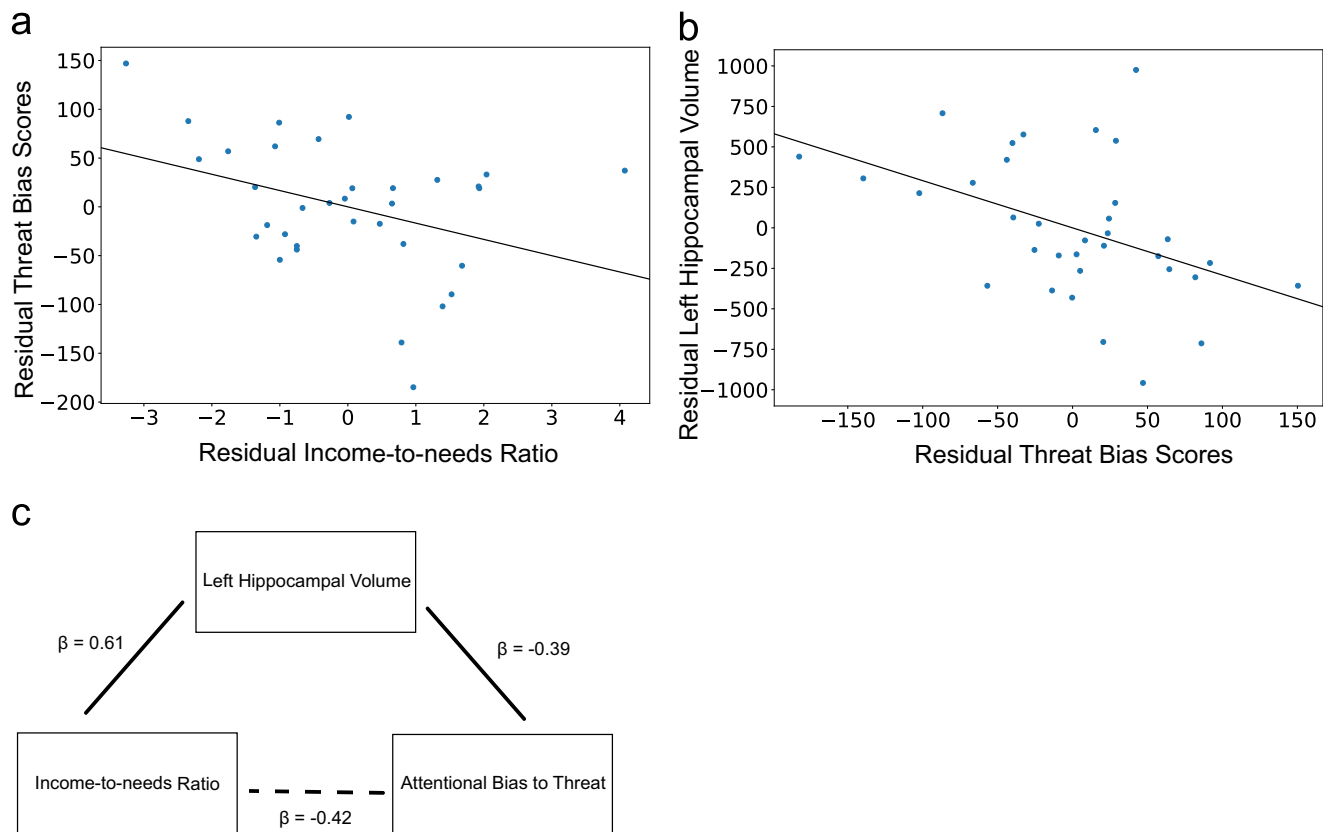 a
Residual Threat Bias Scores
150
100
50
0
−50
−100
−150
−200
−3
−2
−1
0
1
2
3
4
Residual Income-to-needs Ratio
b
Residual Left Hippocampal Volume
1000
750
500
250
0
−250
−500
−750
−1000
−150
−100
−50
0
50
100
150
Residual Threat Bias Scores
c
Left Hippocampal Volume
β = 0.61
β = -0.39
Income-to-needs Ratio
Attentional Bias to Threat
β = -0.42